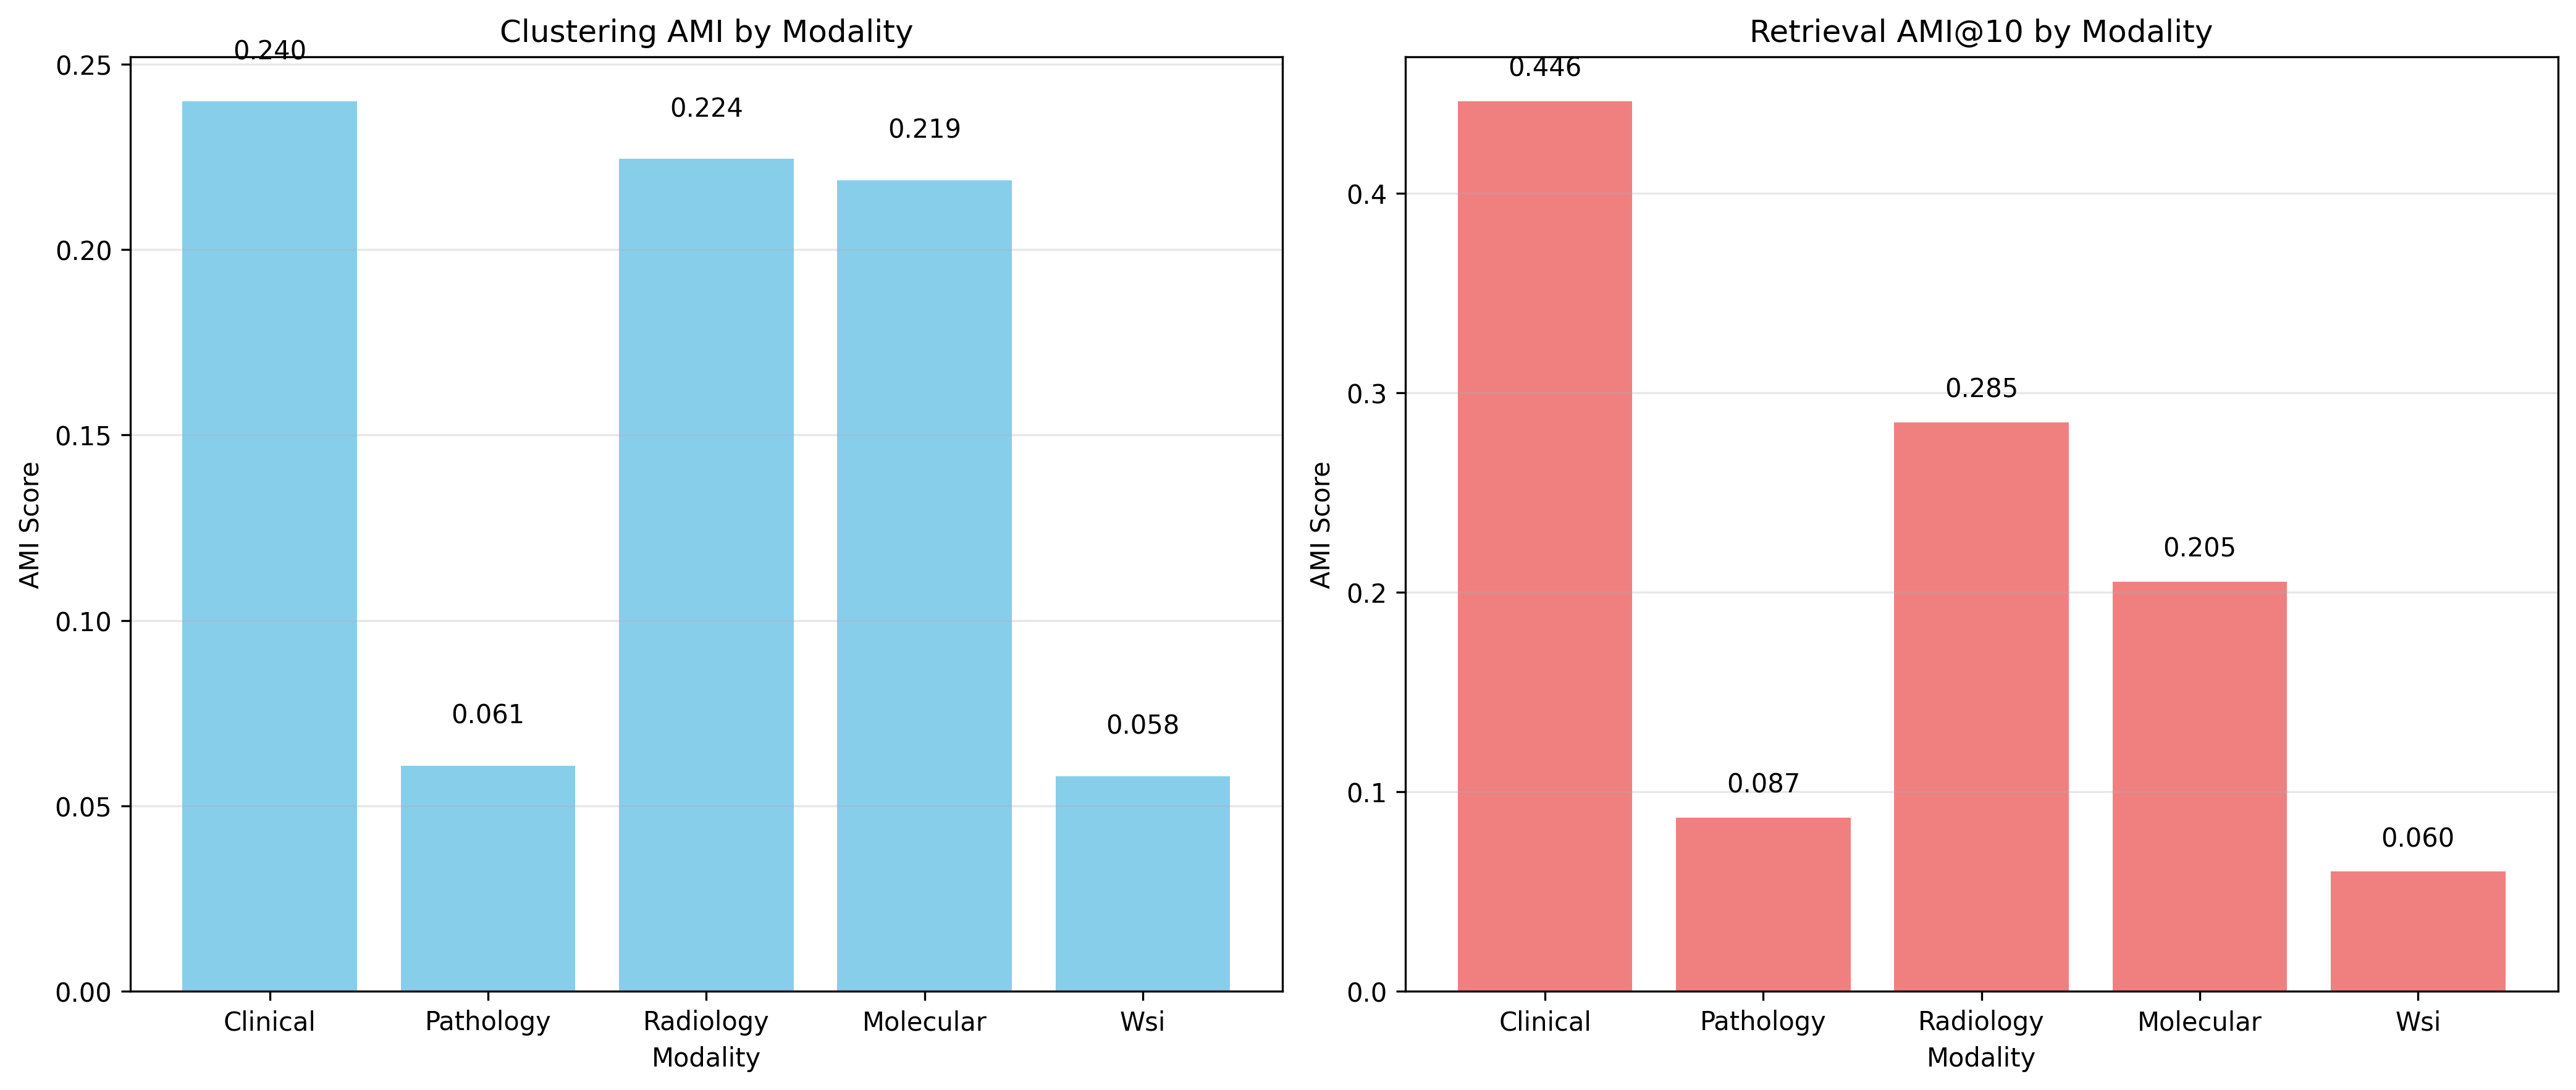 Clustering AMI by Modality
0.240
0.224
0.219
0.061
0.058
0.25
0.20
0.15
0.10
0.05
0.00
AMI Score
Clinical
Pathology
Radiology
Molecular
Wsi
Modality
Retrieval AMI@10 by Modality
0.446
0.285
0.205
0.087
0.060
0.4
0.3
0.2
0.1
0.0
AMI Score
Clinical
Pathology
Radiology
Molecular
Wsi
Modality